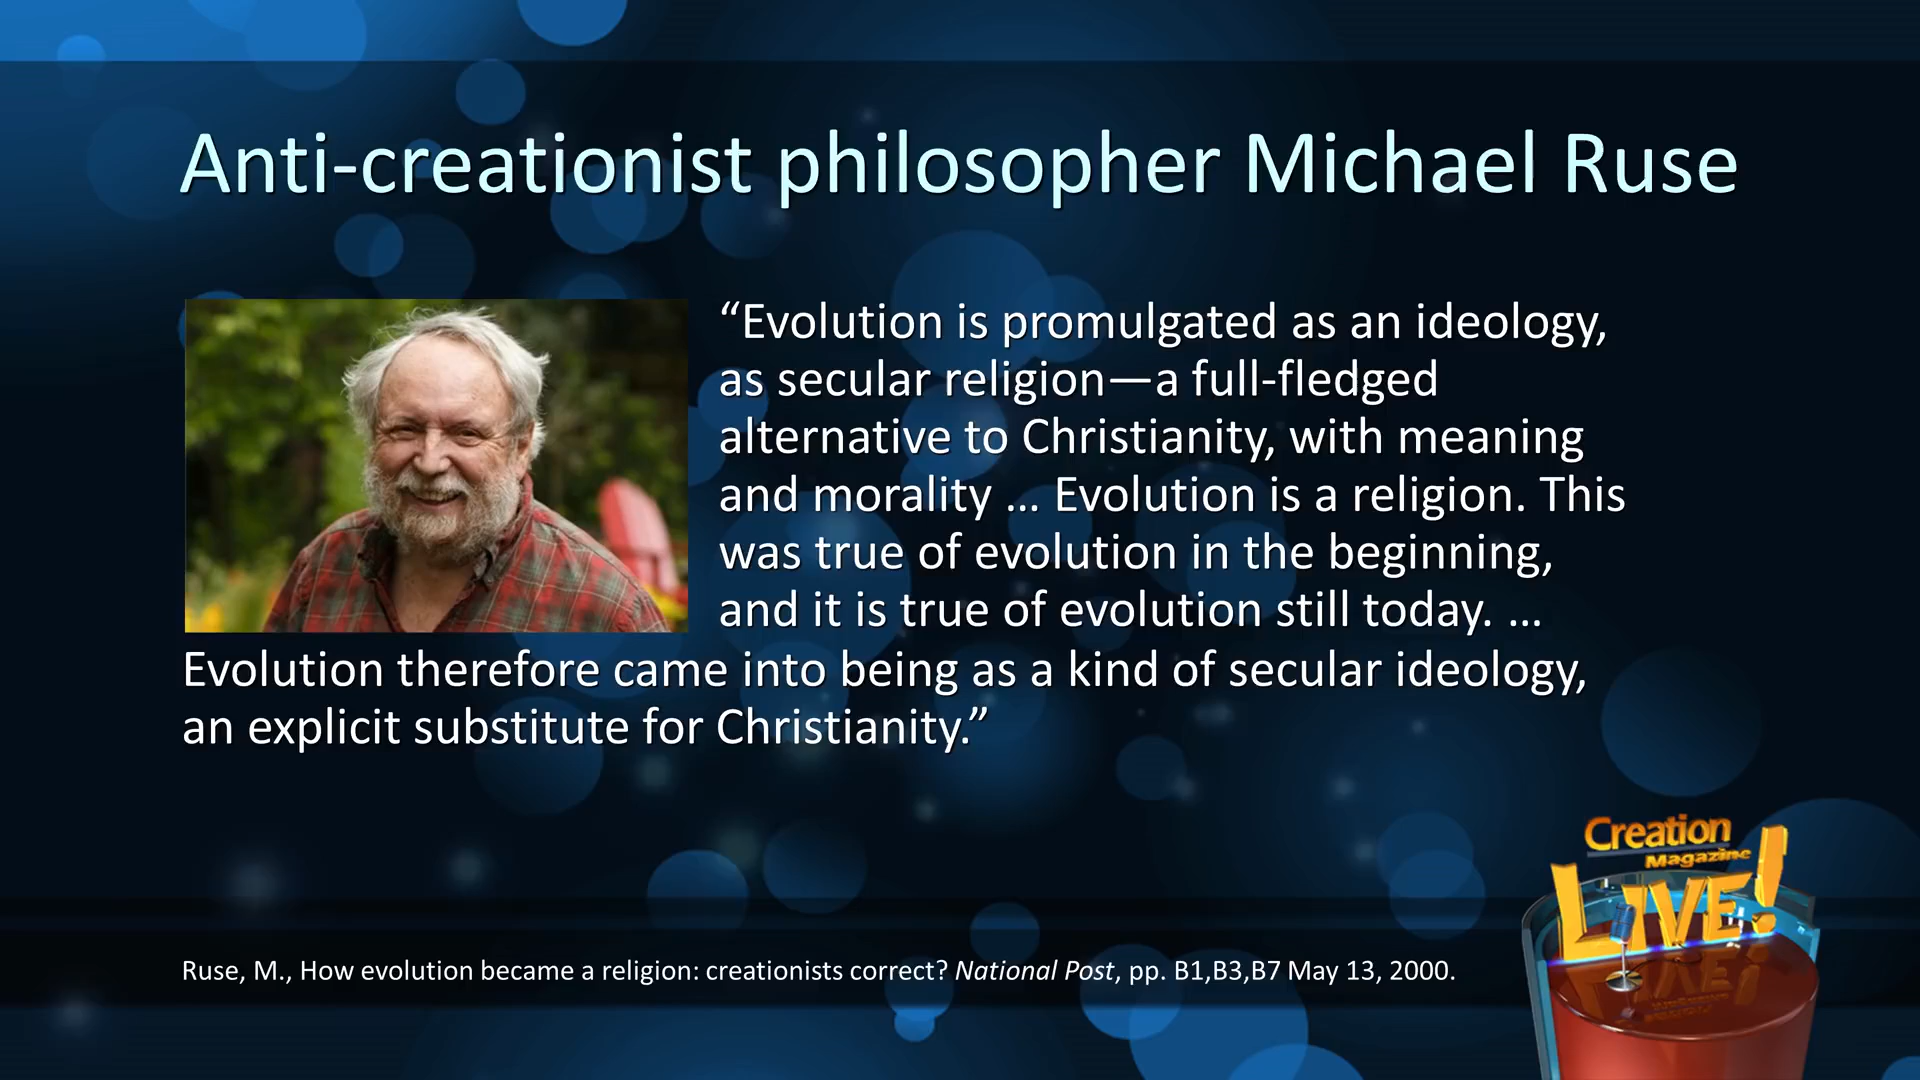 Anti-creationist philosopher Michael Ruse
“Evolution is promulgated as an ideology,
as secular religion—a full-fledged
alternative to Christianity, with meaning
and morality … Evolution is a religion. This
was true of evolution in the beginning,
and it is true of evolution still today. …
Evolution therefore came into being as a kind of secular ideology,
an explicit substitute for Christianity.”
Creation
Magazine
LIVE!
Ruse, M., How evolution became a religion: creationists correct? National Post, pp. B1,B3,B7 May 13, 2000.